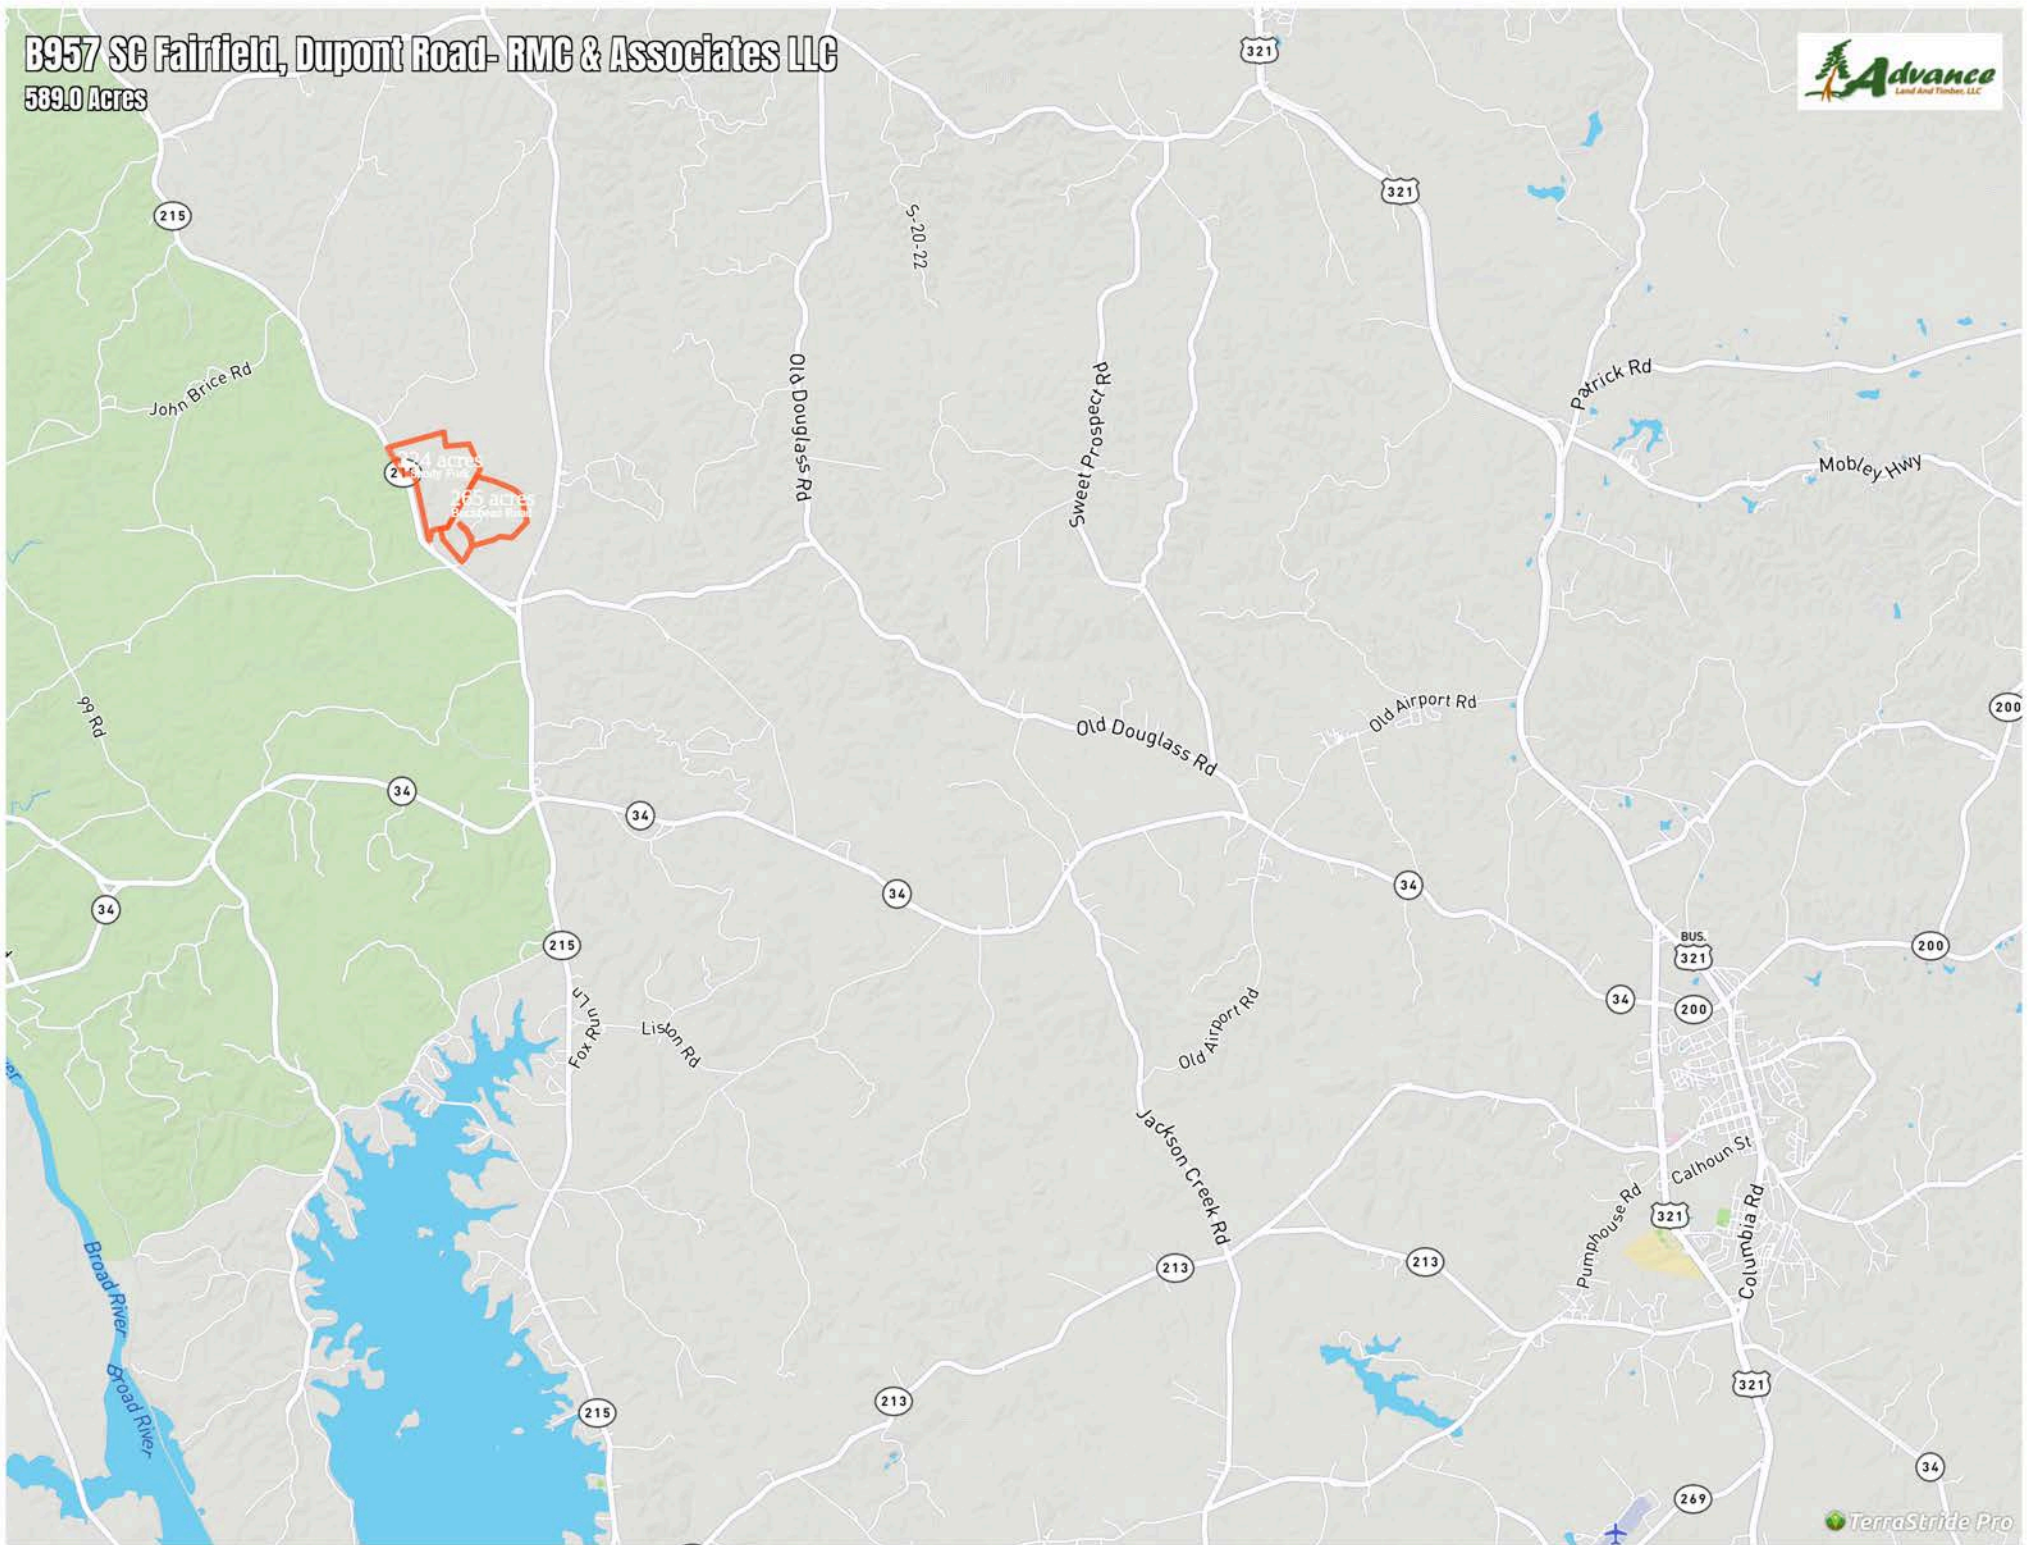 B957 SC Fairfield, Dupont Road- RMC & Associates LLC
589.0 Acres
Advance
Land And Timber, LLC
321
321
215
S-20-22
John Brice Rd
Old Douglass Rd
Sweet Prospect Rd
Patrick Rd
Mobley Hwy
acres
265 acres
Road
99 Rd
Old Airport Rd
200
Old Douglass Rd
34
34
34
34
34
215
BUS.
321
200
34
200
Fox Run Ln
Liston Rd
Old Airport Rd
Jackson Creek Rd
Calhoun St
Pumphouse Rd
321
Columbia Rd
Broad River
Broad River
213
213
213
215
321
34
269
TerraStride Pro